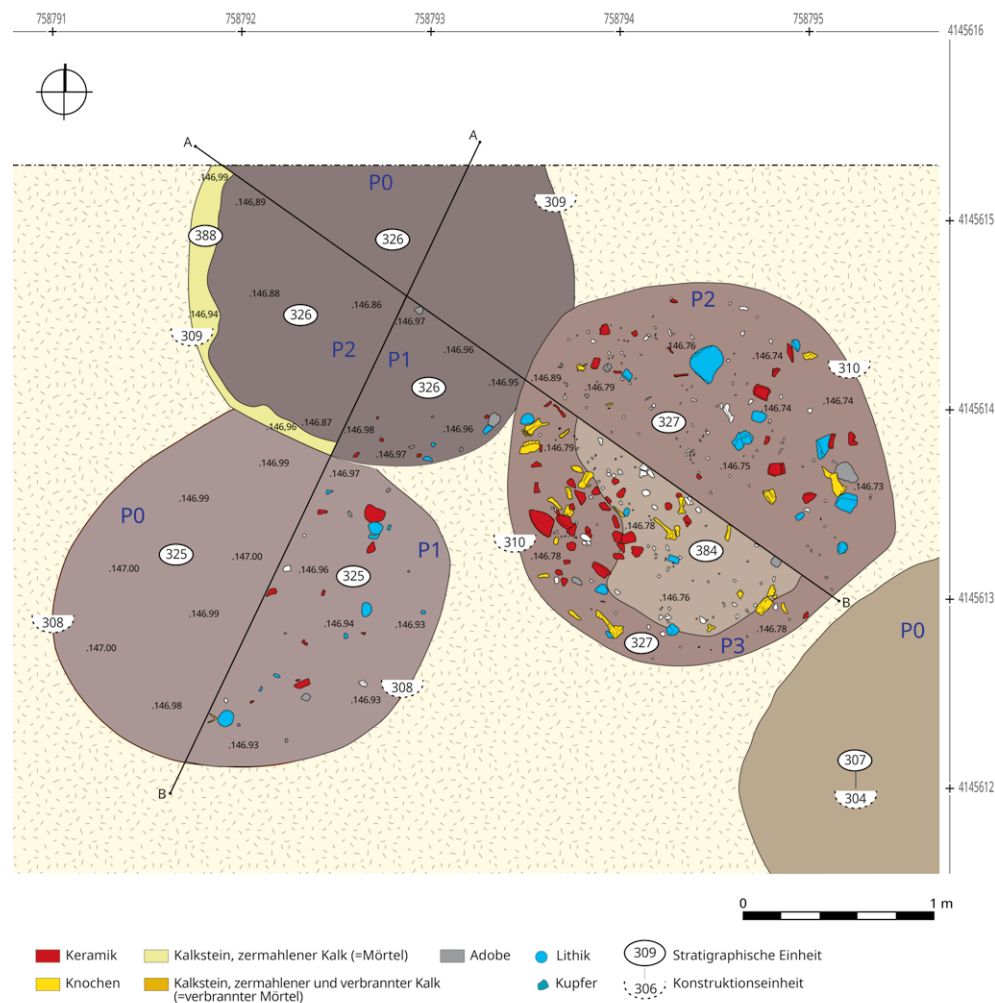 758791 758792 758793 758794 758795
4145616
A A
.146,99 P0
.146,89 309
4145615
388 326
.146.88 P2
.146.86
.146,94 326 .146.97
.146.76
309 P2 P1 .146.96 .146.74
310
326 .146.95 .146.89 .146.79 .146.74
.146.74 4145614
.146,96 .146.87 .146.98 .146.96 327
.146.97 .146.79 .146.75
.146.99 .146.97 .146.73
.146.99
P0 .146.78
P1 310 384
325 .147.00 .146.78
.147.00 .146.96 325
.146.76
B 4145613
.146.99 .146.94 .146.93 .146.78
308 P0
.147.00 327 P3
308
.146.98 .146.93
.146.93
307
B 304 4145612
0 1 m
Keramik Kalkstein, zermahlener Kalk (=Mörtel) Adobe Lithik 309 Stratigraphische Einheit
Knochen Kalkstein, zermahlener und verbrannter Kalk Kupfer 306 Konstruktionseinheit
(=verbrannter Mörtel)